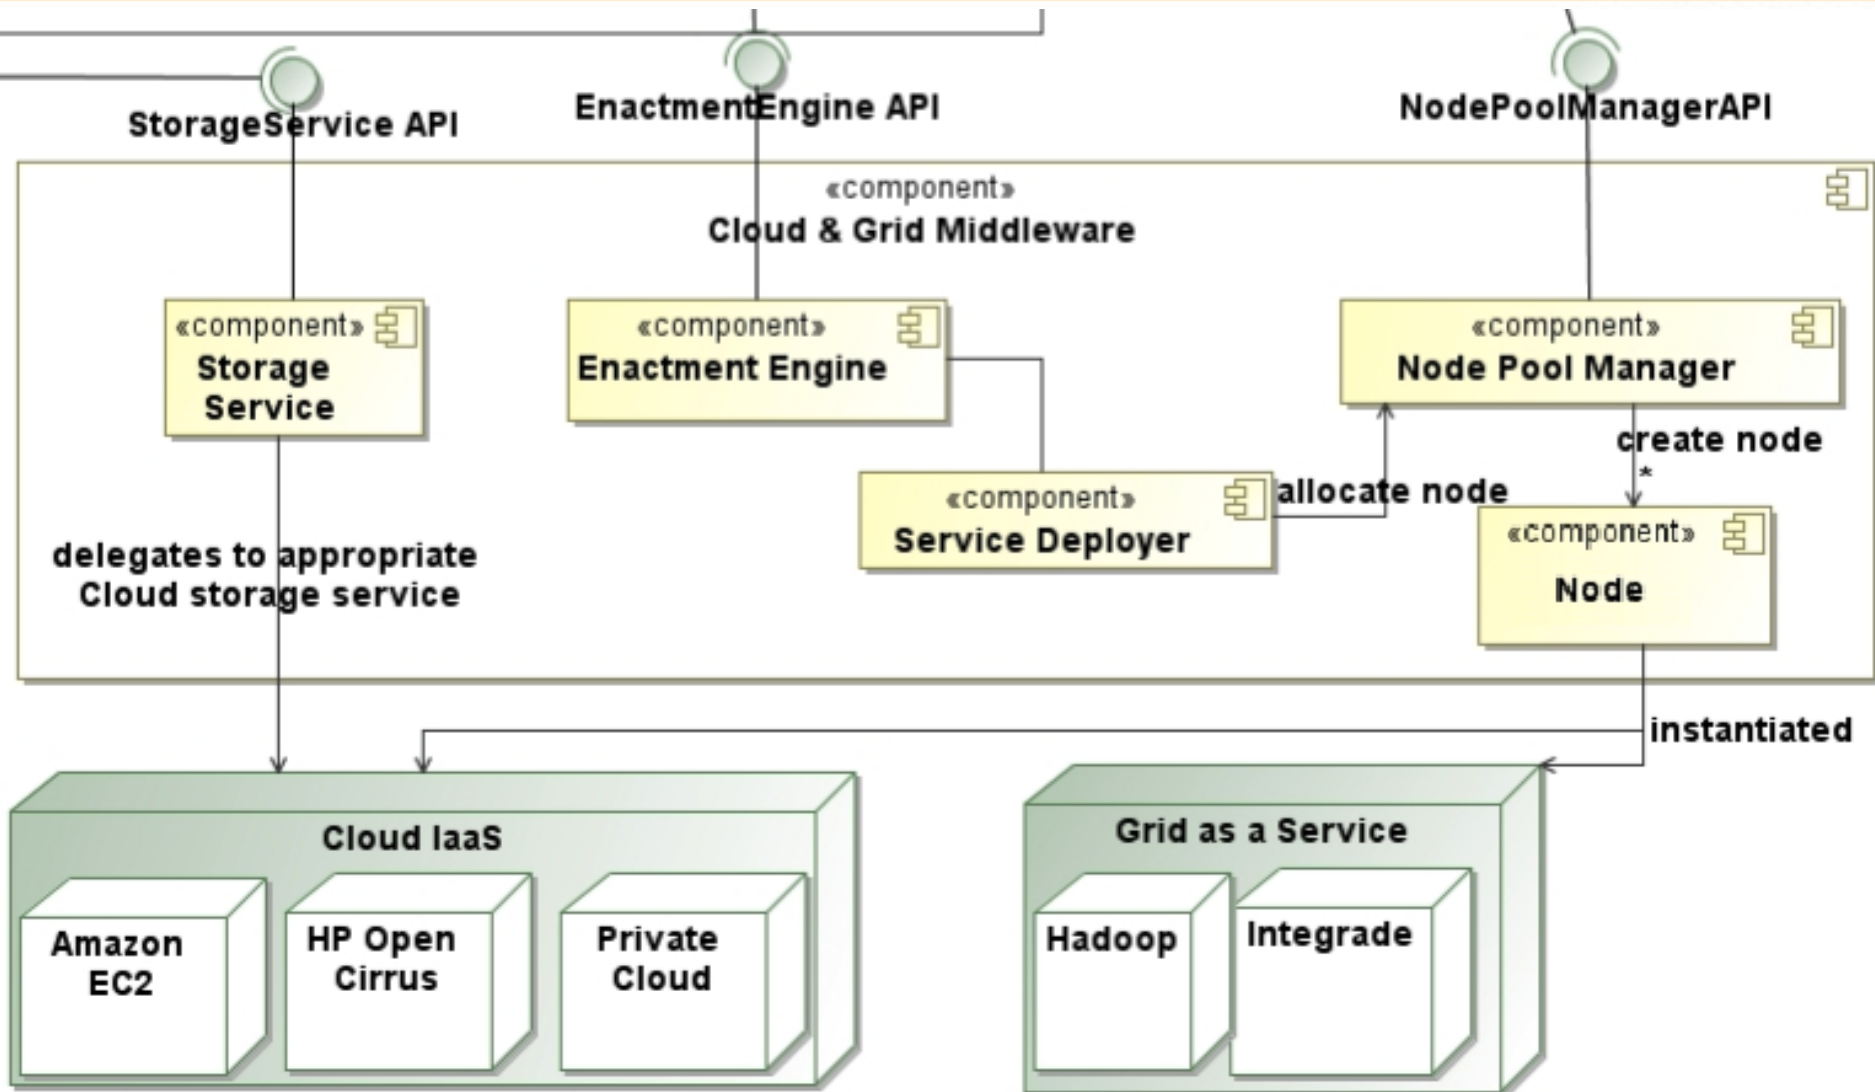 StorageService API
EnactmentEngine API
NodePoolManagerAPI
«component»
Cloud & Grid Middleware
«component»
Storage
Service
«component»
Enactment Engine
«component»
Node Pool Manager
create node
*
allocate node
«component»
Service Deployer
«component»
Node
delegates to appropriate
Cloud storage service
instantiated
Cloud IaaS
Amazon
EC2
HP Open
Cirrus
Private
Cloud
Grid as a Service
Hadoop
Integrade